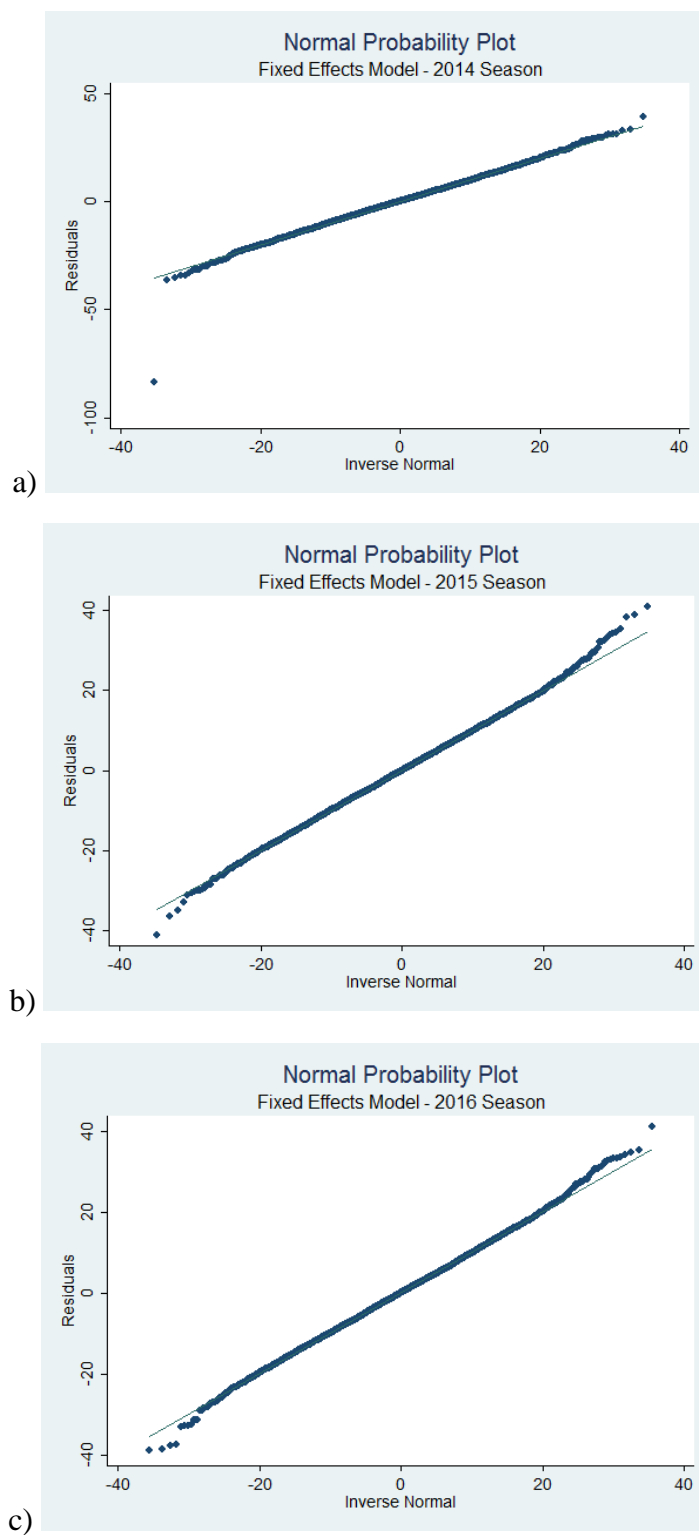 Normal Probability Plot
Fixed Effects Model - 2014 Season
50
0
-50
-100
Residuals
-40
-20
0
20
40
Inverse Normal
a)
Normal Probability Plot
Fixed Effects Model - 2015 Season
40
20
0
-20
-40
Residuals
-40
-20
0
20
40
Inverse Normal
b)
Normal Probability Plot
Fixed Effects Model - 2016 Season
40
20
0
-20
-40
Residuals
-40
-20
0
20
40
Inverse Normal
c)